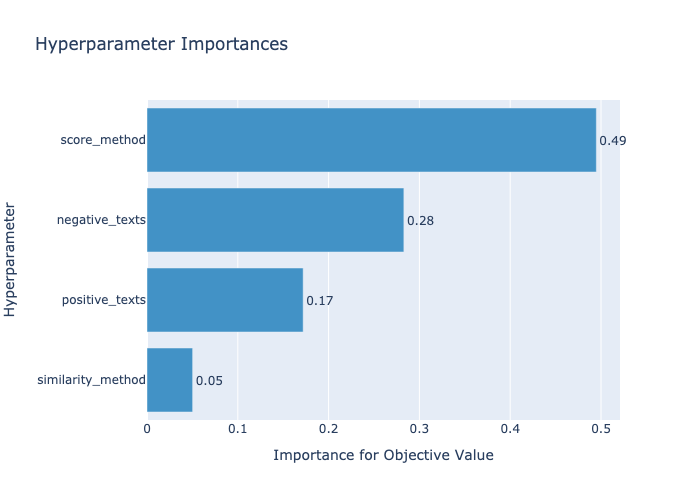 Hyperparameter Importances
Hyperparameter
score_method
0.49
negative_texts
0.28
positive_texts
0.17
similarity_method
0.05
0 0.1 0.2 0.3 0.4 0.5
Importance for Objective Value